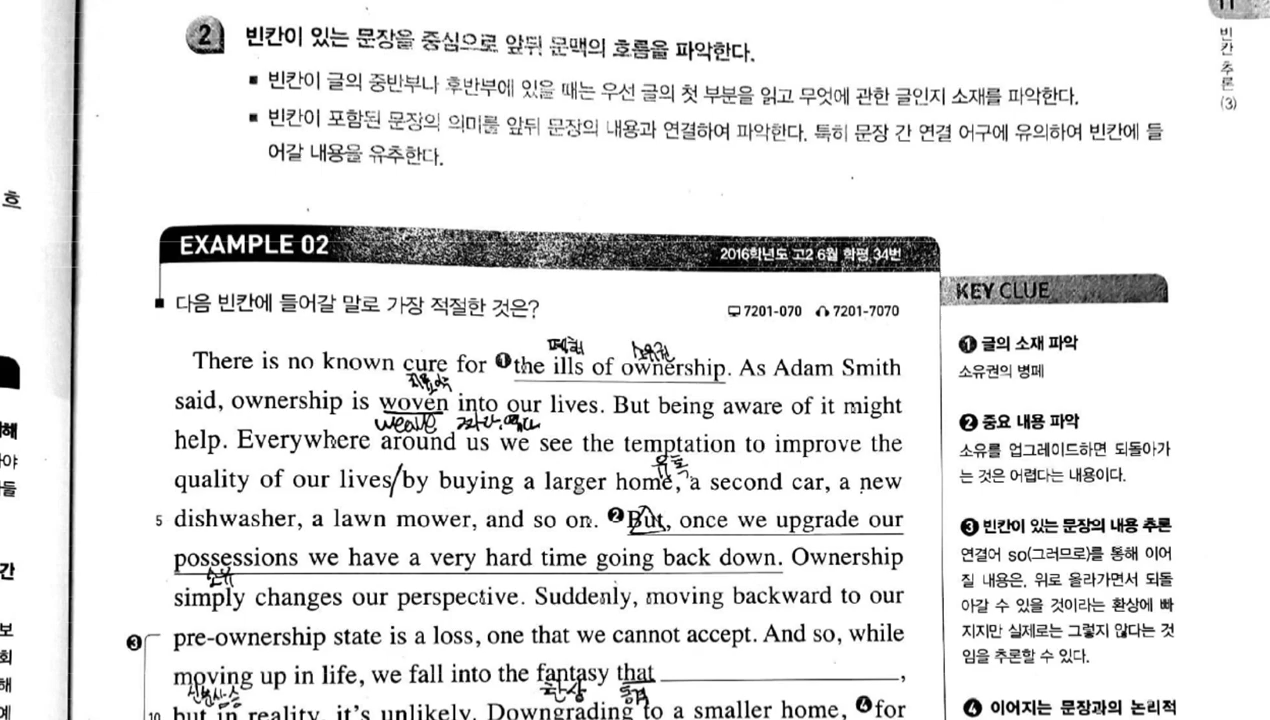 2 빈칸이 있는 문장을 중심으로 앞뒤 문맥의 흐름을 파악한다.
■ 빈칸이 글의 중반부나 후반부에 있을 때는 우선 글의 첫 부분을 읽고 무엇에 관한 글인지 소재를 파악한다.
■ 빈칸이 포함된 문장의 의미를 앞뒤 문장의 내용과 연결하여 파악한다. 특히 문장 간 연결 어구에 유의하여 빈칸에 들
어갈 내용을 유추한다.
11
빈칸 추론 (3)
흐
EXAMPLE 02
2016학년도 고2 6월 학평 34번
■ 다음 빈칸에 들어갈 말로 가장 적절한 것은?
7201-070 7201-7070
폐해 소유권
There is no known cure for ❶the ills of ownership. As Adam Smith
치료약
said, ownership is woven into our lives. But being aware of it might
weave 짜다, 엮다
help. Everywhere around us we see the temptation to improve the
유혹
quality of our lives/by buying a larger home, a second car, a new
5 dishwasher, a lawn mower, and so on. ❷But, once we upgrade our
possessions we have a very hard time going back down. Ownership
소유
simply changes our perspective. Suddenly, moving backward to our
❸ pre-ownership state is a loss, one that we cannot accept. And so, while
moving up in life, we fall into the fantasy that ,
신분상승 환상 동격
10 but in reality, it's unlikely. Downgrading to a smaller home, ❹for
KEY CLUE
❶ 글의 소재 파악
소유권의 병폐
❷ 중요 내용 파악
소유를 업그레이드하면 되돌아가
는 것은 어렵다는 내용이다.
❸ 빈칸이 있는 문장의 내용 추론
연결어 so(그러므로)를 통해 이어
질 내용은, 위로 올라가면서 되돌
아갈 수 있을 것이라는 환상에 빠
지지만 실제로는 그렇지 않다는 것
임을 추론할 수 있다.
❹ 이어지는 문장과의 논리적